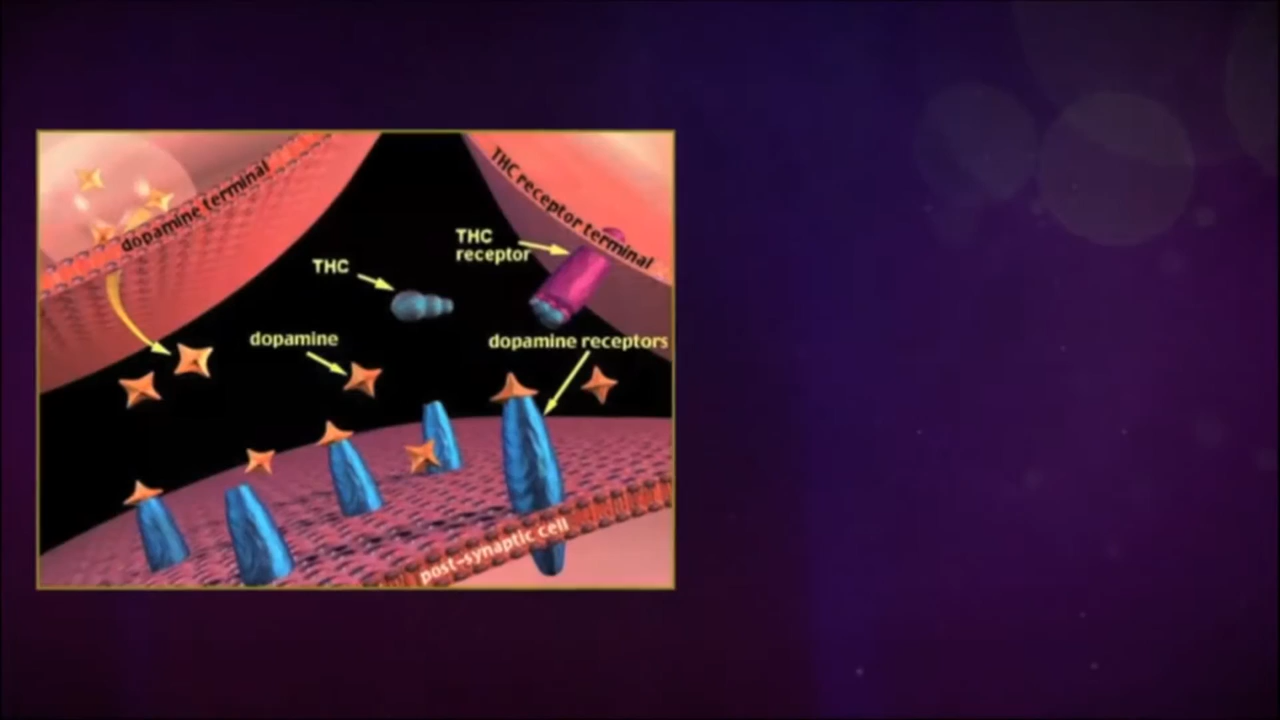 dopamine terminal
THC receptor terminal
THC
receptor
THC
dopamine
dopamine receptors
post-synaptic cell